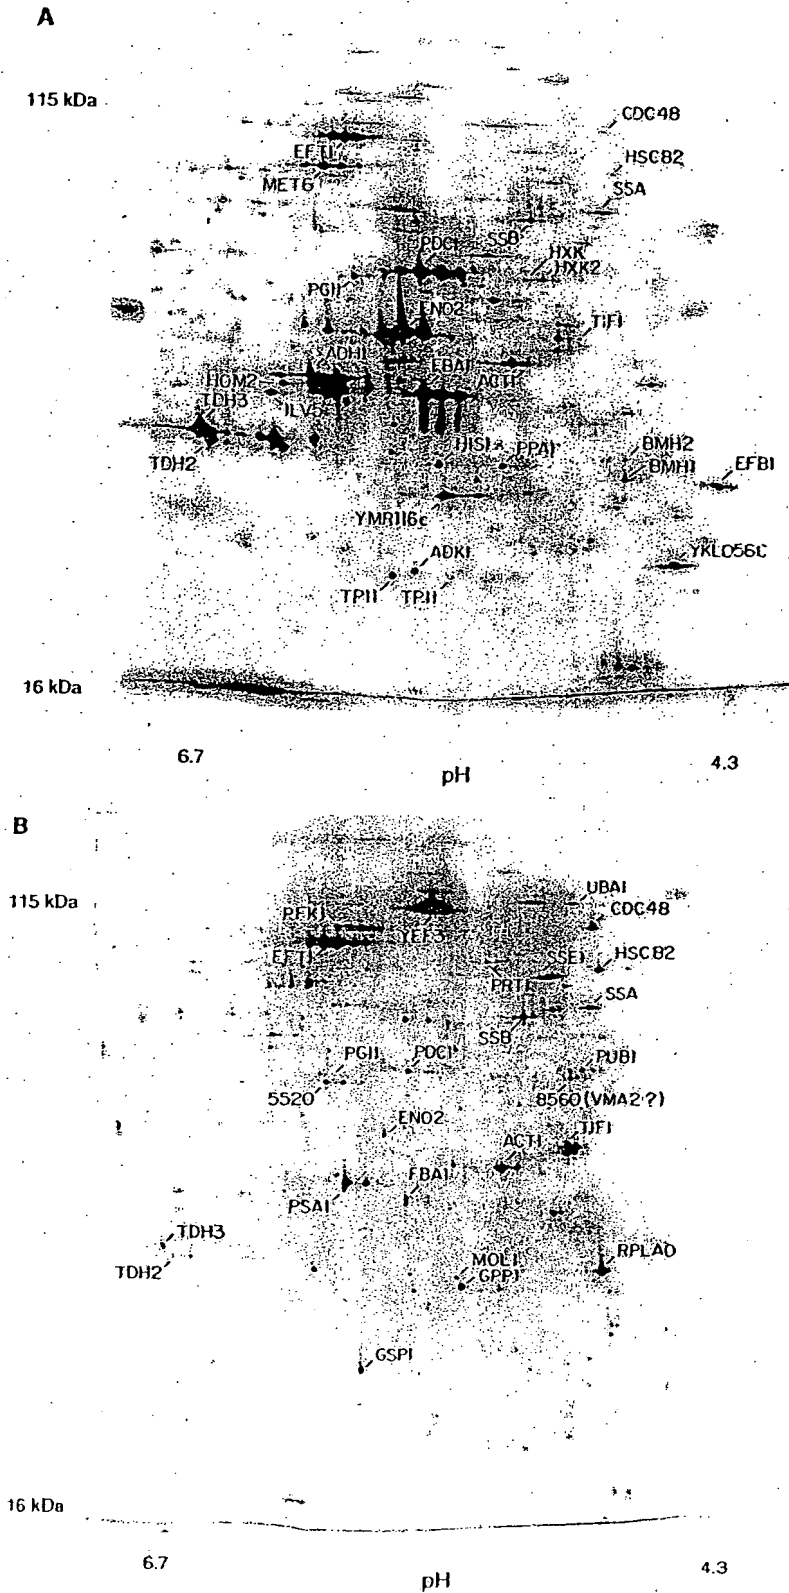 A
115 kDa
CDC48
EFT1
HSC82
MET6
SSA
SSB
PDC1
HXK
HXK2
PGI1
ENO2
TIF1
ADH1
FBA1
HOM2
ACT1
TDH3
ILV5
HIS1
PPA1
BMH2
TDH2
BMH1
EFB1
YMR116c
ADK1
YKL056C
TPI1
TPI1
16 kDa
6.7
4.3
pH
B
115 kDa
UBA1
PFK1
CDC48
YEF3
EFT1
SSE1
HSC82
PRT1
SSA
SSB
PGI1
PDC1
PUB1
5520
8560 (VMA2?)
ENO2
TIF1
ACT1
FBA1
PSA1
TDH3
RPLA0
MOL1
TDH2
GPP1
GSP1
16 kDa
6.7
4.3
pH